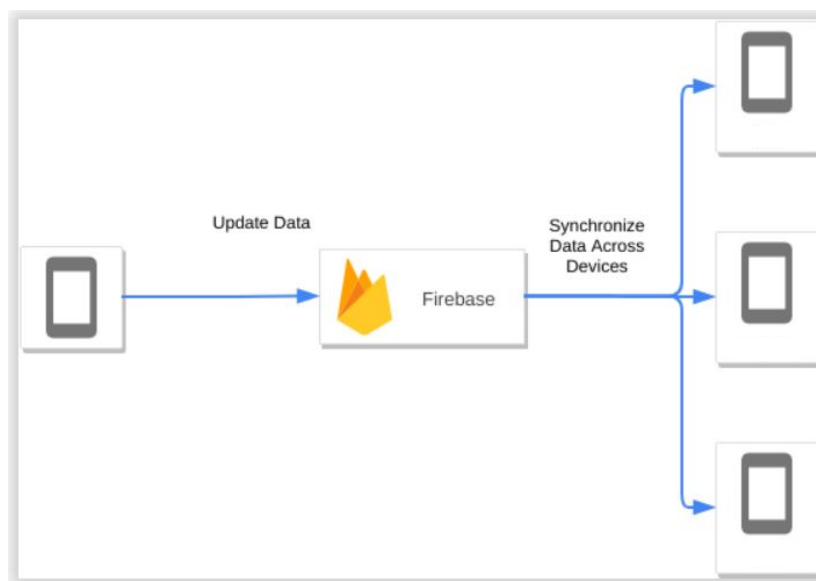 Update Data
Firebase
Synchronize
Data Across
Devices